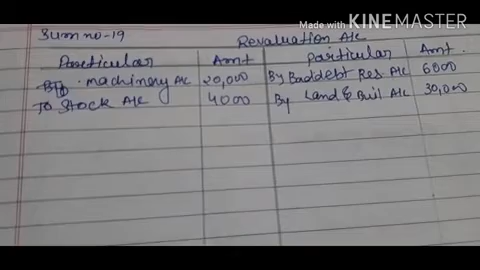 Made with KINEMASTER
Sum no-19
Revaluation A/c
Particular Amt Particular Amt.
machinery A/c 20,000 By Baddebt Res. A/c 6000
To Stock A/c 4000 By Land & Buil A/c 30,000